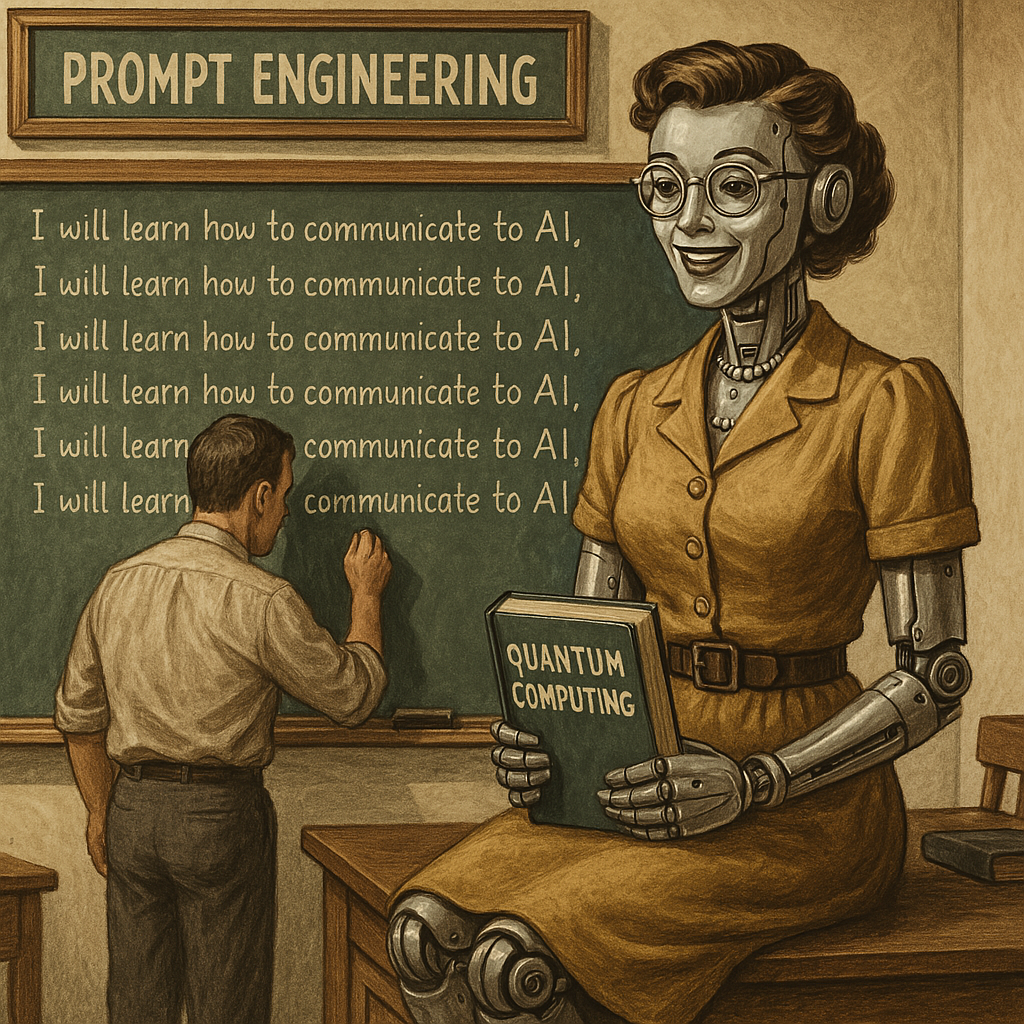 PROMPT ENGINEERING
I will learn how to communicate to AI,
I will learn how to communicate to AI,
I will learn how to communicate to AI,
I will learn how to communicate to AI,
I will learn communicate to AI,
I will learn communicate to AI
QUANTUM
COMPUTING